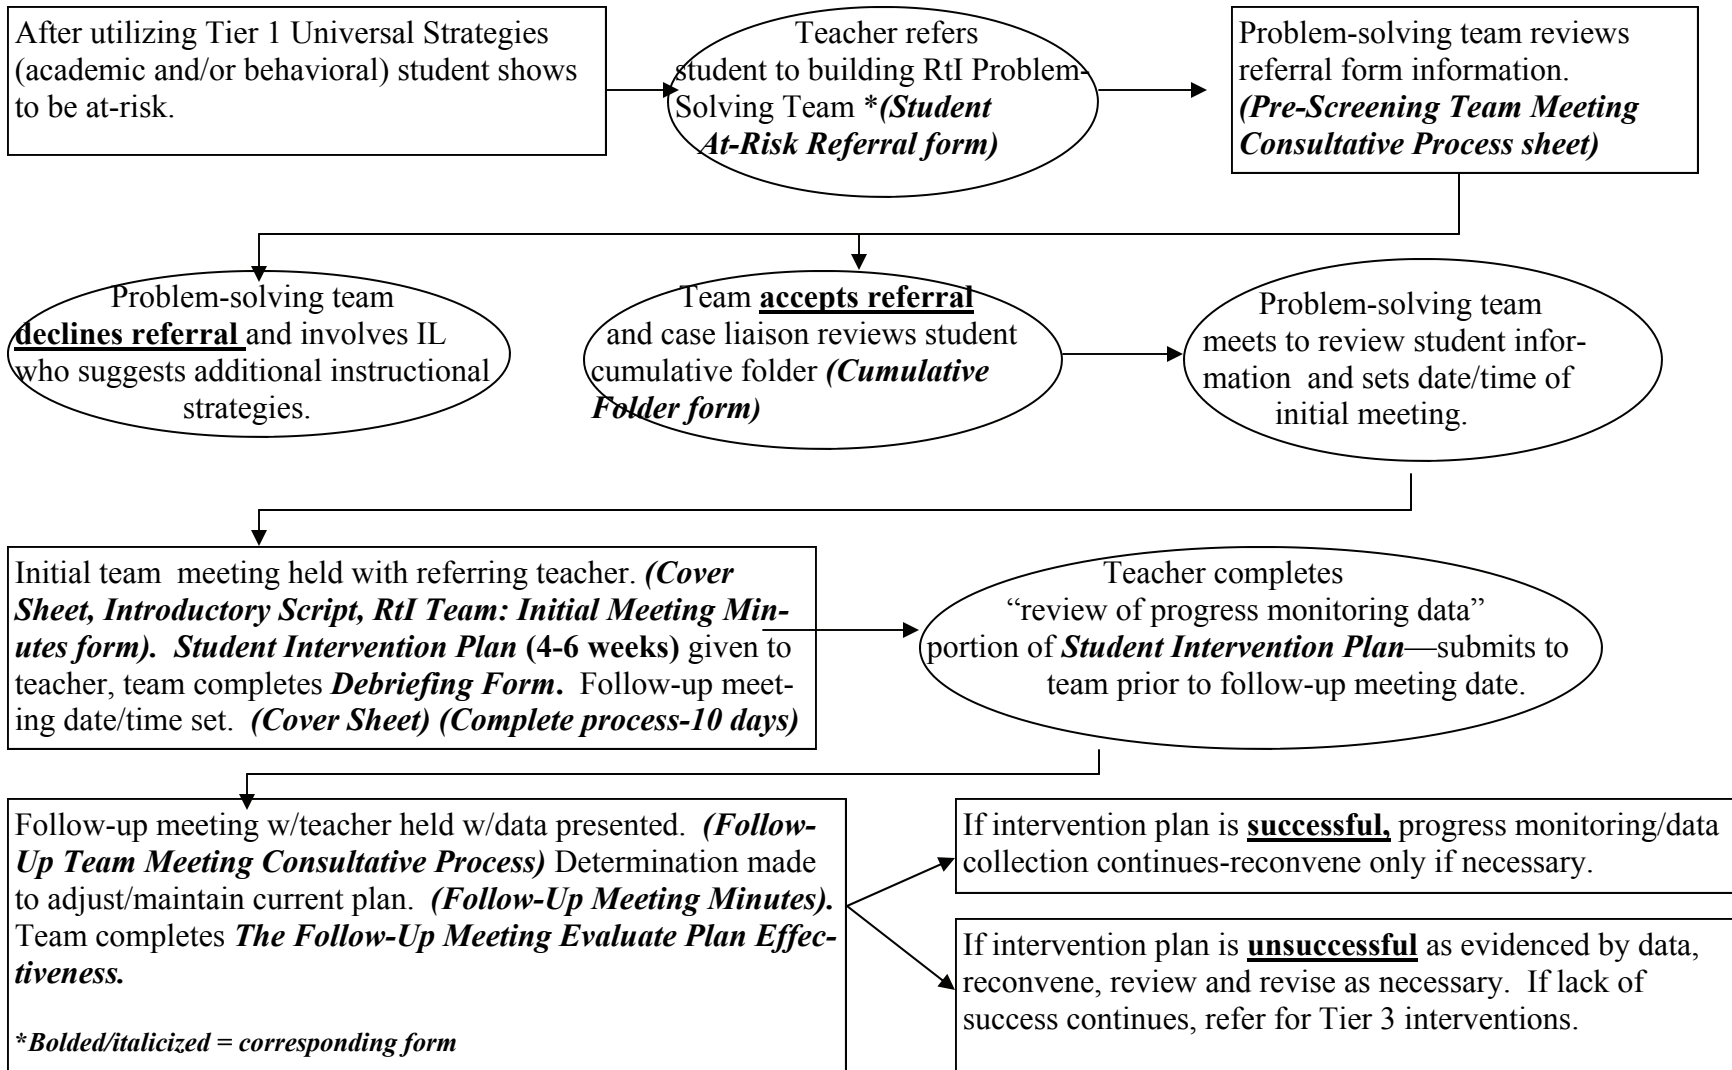 After utilizing Tier 1 Universal Strategies
(academic and/or behavioral) student shows
to be at-risk.
Teacher refers
student to building RtI Problem-
Solving Team *(Student
At-Risk Referral form)
Problem-solving team reviews
referral form information.
(Pre-Screening Team Meeting
Consultative Process sheet)
Problem-solving team
declines referral and involves IL
who suggests additional instructional
strategies.
Team accepts referral
and case liaison reviews student
cumulative folder (Cumulative
Folder form)
Problem-solving team
meets to review student infor-
mation and sets date/time of
initial meeting.
Initial team meeting held with referring teacher. (Cover
Sheet, Introductory Script, RtI Team: Initial Meeting Min-
utes form). Student Intervention Plan (4-6 weeks) given to
teacher, team completes Debriefing Form. Follow-up meet-
ing date/time set. (Cover Sheet) (Complete process-10 days)
Teacher completes
“review of progress monitoring data”
portion of Student Intervention Plan—submits to
team prior to follow-up meeting date.
Follow-up meeting w/teacher held w/data presented. (Follow-
Up Team Meeting Consultative Process) Determination made
to adjust/maintain current plan. (Follow-Up Meeting Minutes).
Team completes The Follow-Up Meeting Evaluate Plan Effec-
tiveness.
*Bolded/italicized = corresponding form
If intervention plan is successful, progress monitoring/data
collection continues-reconvene only if necessary.
If intervention plan is unsuccessful as evidenced by data,
reconvene, review and revise as necessary. If lack of
success continues, refer for Tier 3 interventions.